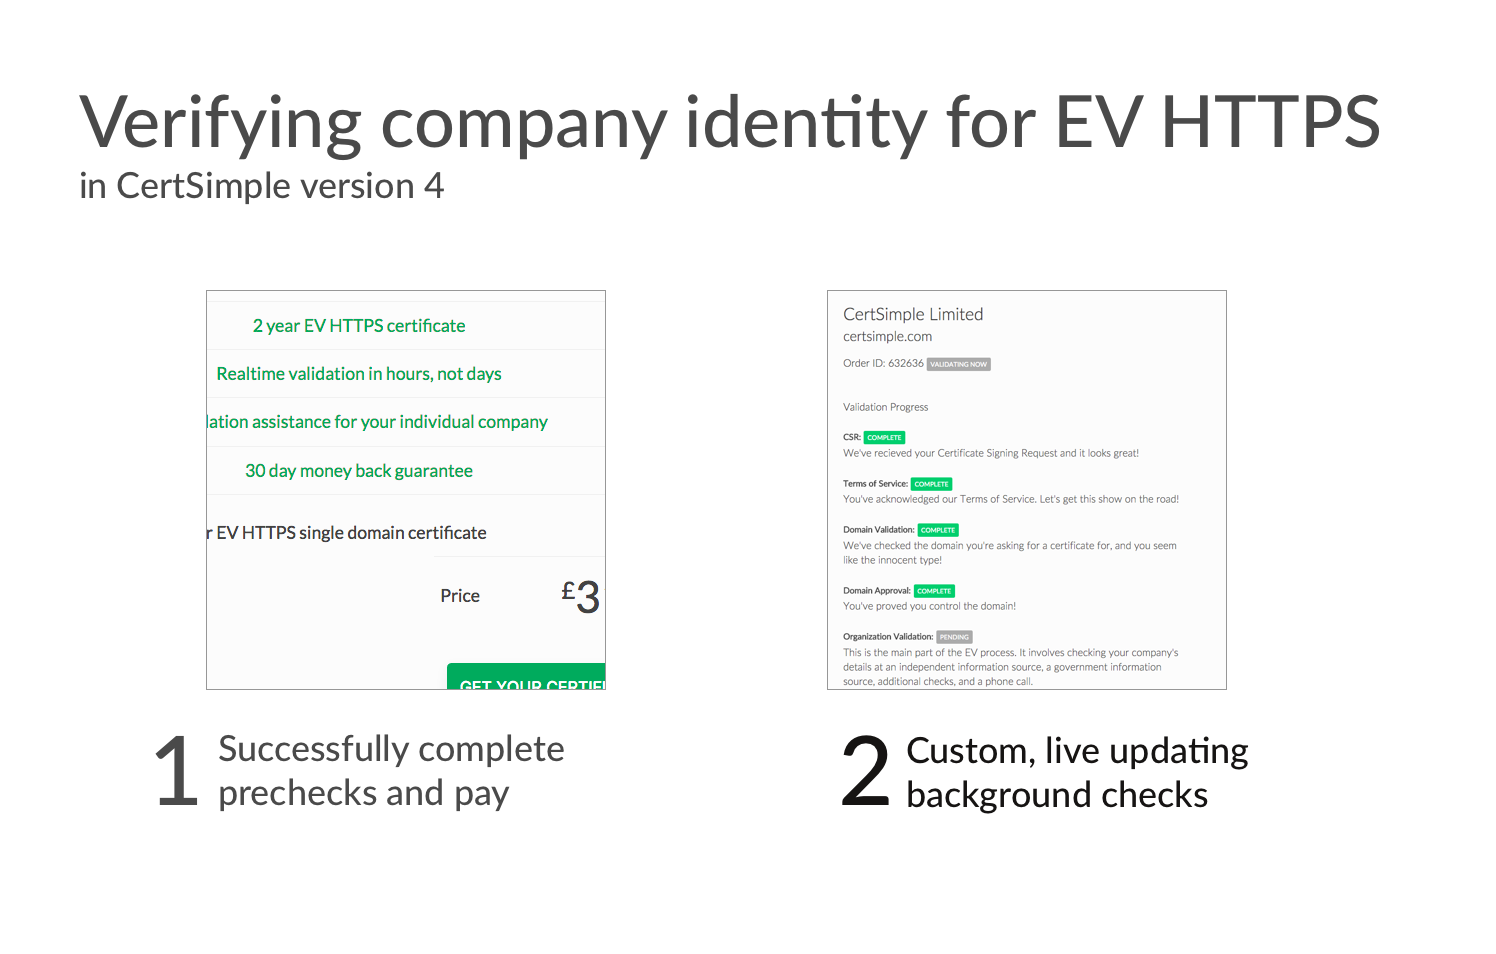 Verifying company identity for EV HTTPS
in CertSimple version 4
2 year EV HTTPS certificate
Realtime validation in hours, not days
lation assistance for your individual company
30 day money back guarantee
r EV HTTPS single domain certificate
Price £3
GET YOUR CERTIFI
1 Successfully complete
prechecks and pay
CertSimple Limited
certsimple.com
Order ID: 632636 VALIDATING NOW
Validation Progress
CSR: COMPLETE
We've recieved your Certificate Signing Request and it looks great!
Terms of Service: COMPLETE
You've acknowledged our Terms of Service. Let's get this show on the road!
Domain Validation: COMPLETE
We've checked the domain you're asking for a certificate for, and you seem
like the innocent type!
Domain Approval: COMPLETE
You've proved you control the domain!
Organization Validation: PENDING
This is the main part of the EV process. It involves checking your company's
details at an independent information source, a government information
source, additional checks, and a phone call.
2 Custom, live updating
background checks